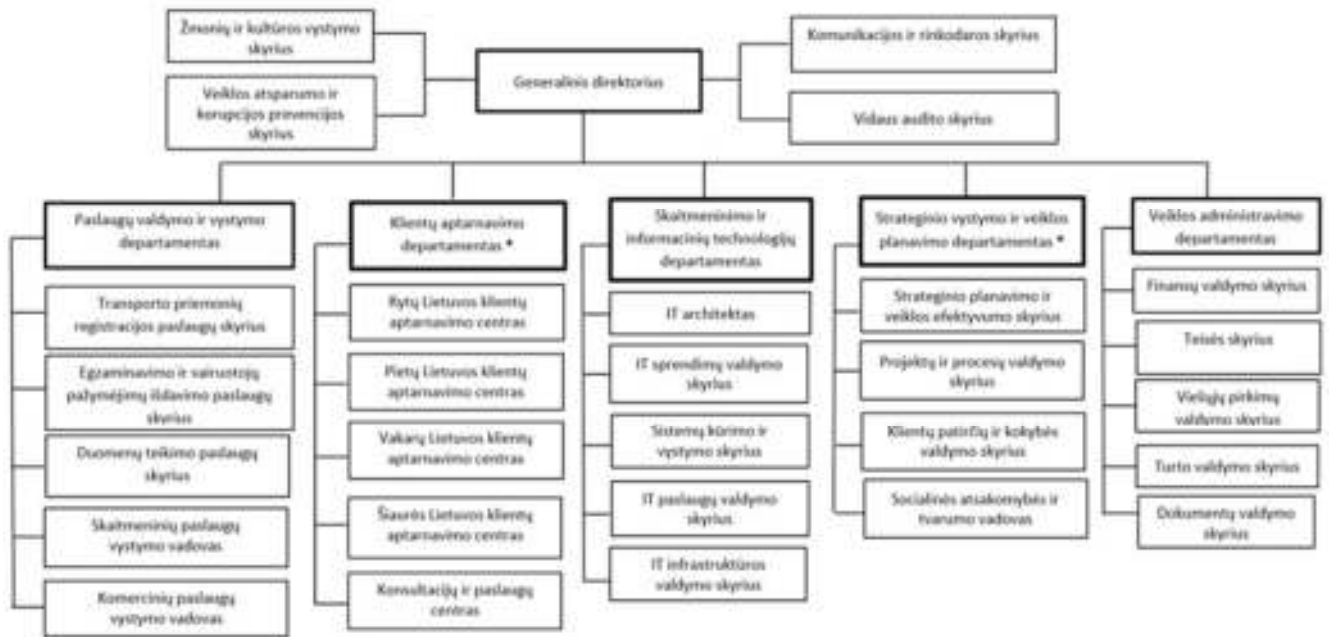 Žmonių ir kultūros vystymo
skyrius
Komunikacijos ir rinkodaros skyrius
Generalinis direktorius
Veiklos atsparumo ir
korupcijos prevencijos
skyrius
Vidaus audito skyrius
Paslaugų valdymo ir vystymo
departamentas
Transporto priemonių
registracijos paslaugų skyrius
Egzaminavimo ir vairuotojų
pažymėjimų išdavimo paslaugų
skyrius
Duomenų teikimo paslaugų
skyrius
Skaitmeninių paslaugų
vystymo vadovas
Komercinių paslaugų
vystymo vadovas
Klientų aptarnavimo
departamentas *
Rytų Lietuvos klientų
aptarnavimo centras
Pietų Lietuvos klientų
aptarnavimo centras
Vakarų Lietuvos klientų
aptarnavimo centras
Šiaurės Lietuvos klientų
aptarnavimo centras
Konsultacijų ir paslaugų
centras
Skaitmeninimo ir
informacinių technologijų
departamentas
IT architektas
IT sprendimų valdymo
skyrius
Sistemų kūrimo ir
vystymo skyrius
IT paslaugų valdymo
skyrius
IT infrastruktūros
valdymo skyrius
Strateginio vystymo ir veiklos
planavimo departamentas *
Strateginio planavimo ir
veiklos efektyvumo skyrius
Projektų ir procesų valdymo
skyrius
Klientų patirčių ir kokybės
valdymo skyrius
Socialinės atsakomybės ir
tvarumo vadovas
Veiklos administravimo
departamentas
Finansų valdymo skyrius
Teisės skyrius
Viešųjų pirkimų
valdymo skyrius
Turto valdymo skyrius
Dokumentų valdymo
skyrius